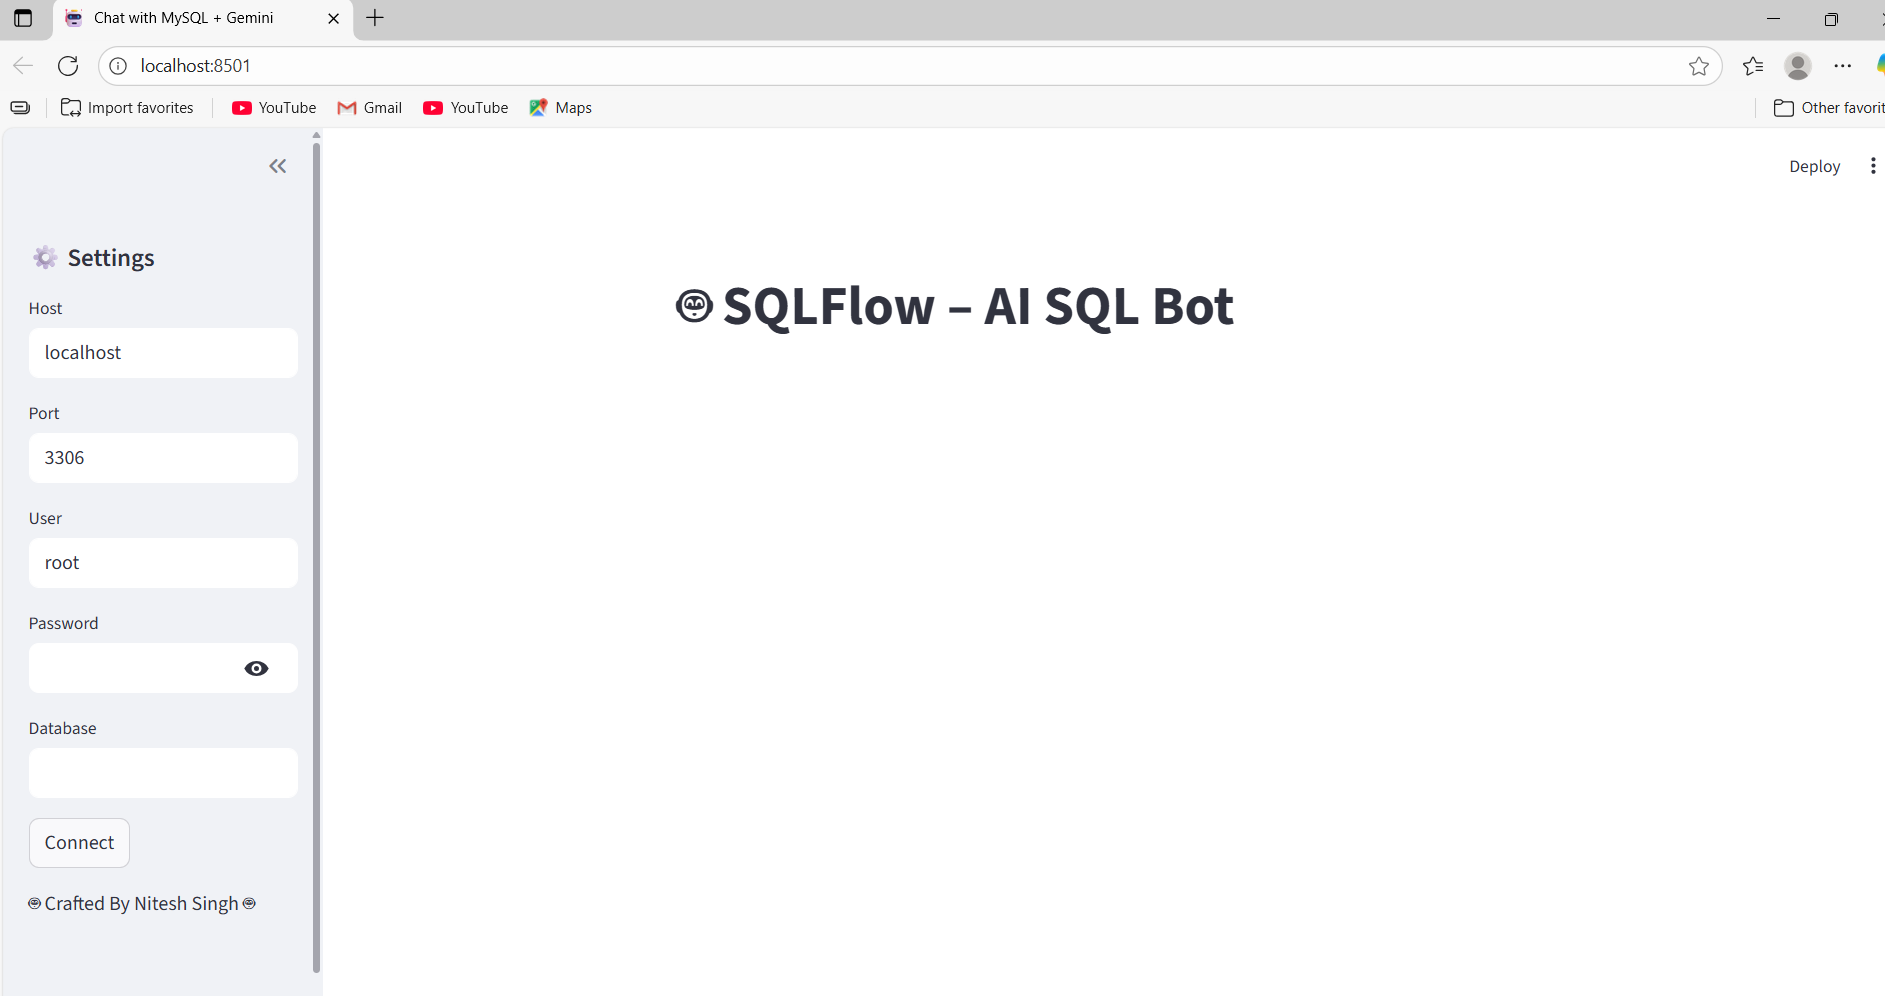 Chat with MySQL + Gemini
localhost:8501
Import favorites
YouTube
Gmail
YouTube
Maps
Other favorit
Deploy
Settings
Host
localhost
Port
3306
User
root
Password
Database
Connect
Crafted By Nitesh Singh
SQLFlow – AI SQL Bot